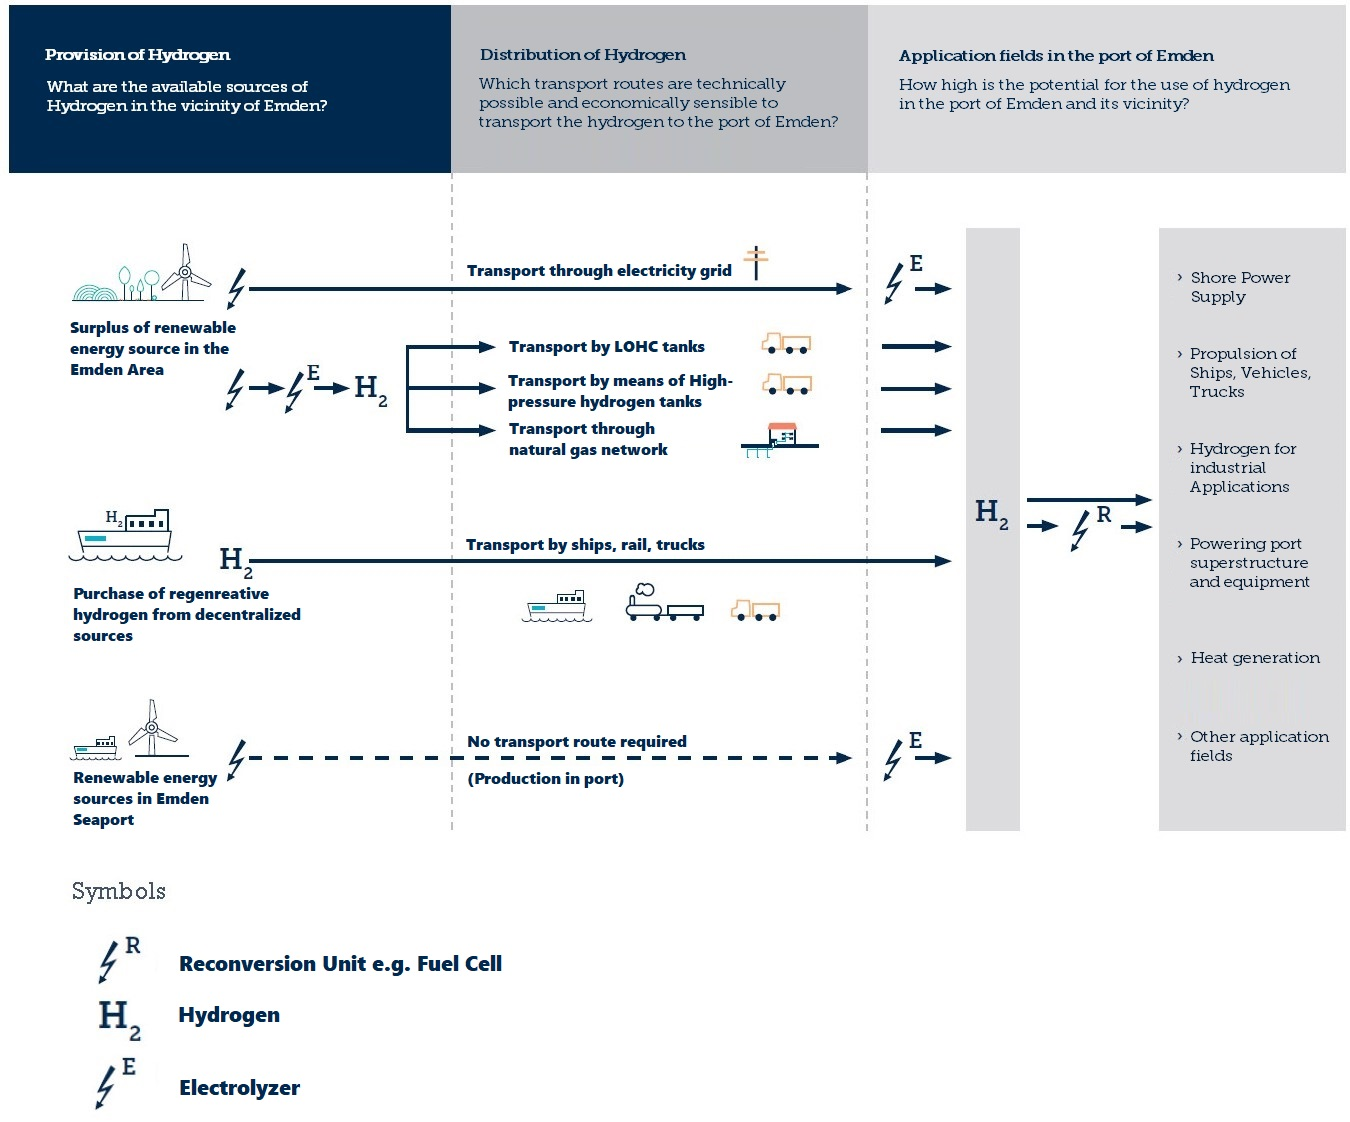 Provision of Hydrogen
What are the available sources of
Hydrogen in the vicinity of Emden?
Distribution of Hydrogen
Which transport routes are technically
possible and economically sensible to
transport the hydrogen to the port of Emden?
Application fields in the port of Emden
How high is the potential for the use of hydrogen
in the port of Emden and its vicinity?
Surplus of renewable
energy source in the
Emden Area
Transport through electricity grid
E
E
H2
Transport by LOHC tanks
Transport by means of High-
pressure hydrogen tanks
Transport through
natural gas network
H2
Purchase of regenreative
hydrogen from decentralized
sources
H2
Transport by ships, rail, trucks
Renewable energy
sources in Emden
Seaport
No transport route required
(Production in port)
E
H2
R
› Shore Power
Supply
› Propulsion of
Ships, Vehicles,
Trucks
› Hydrogen for
industrial
Applications
› Powering port
superstructure
and equipment
› Heat generation
› Other application
fields
Symbols
R
Reconversion Unit e.g. Fuel Cell
H2
Hydrogen
E
Electrolyzer